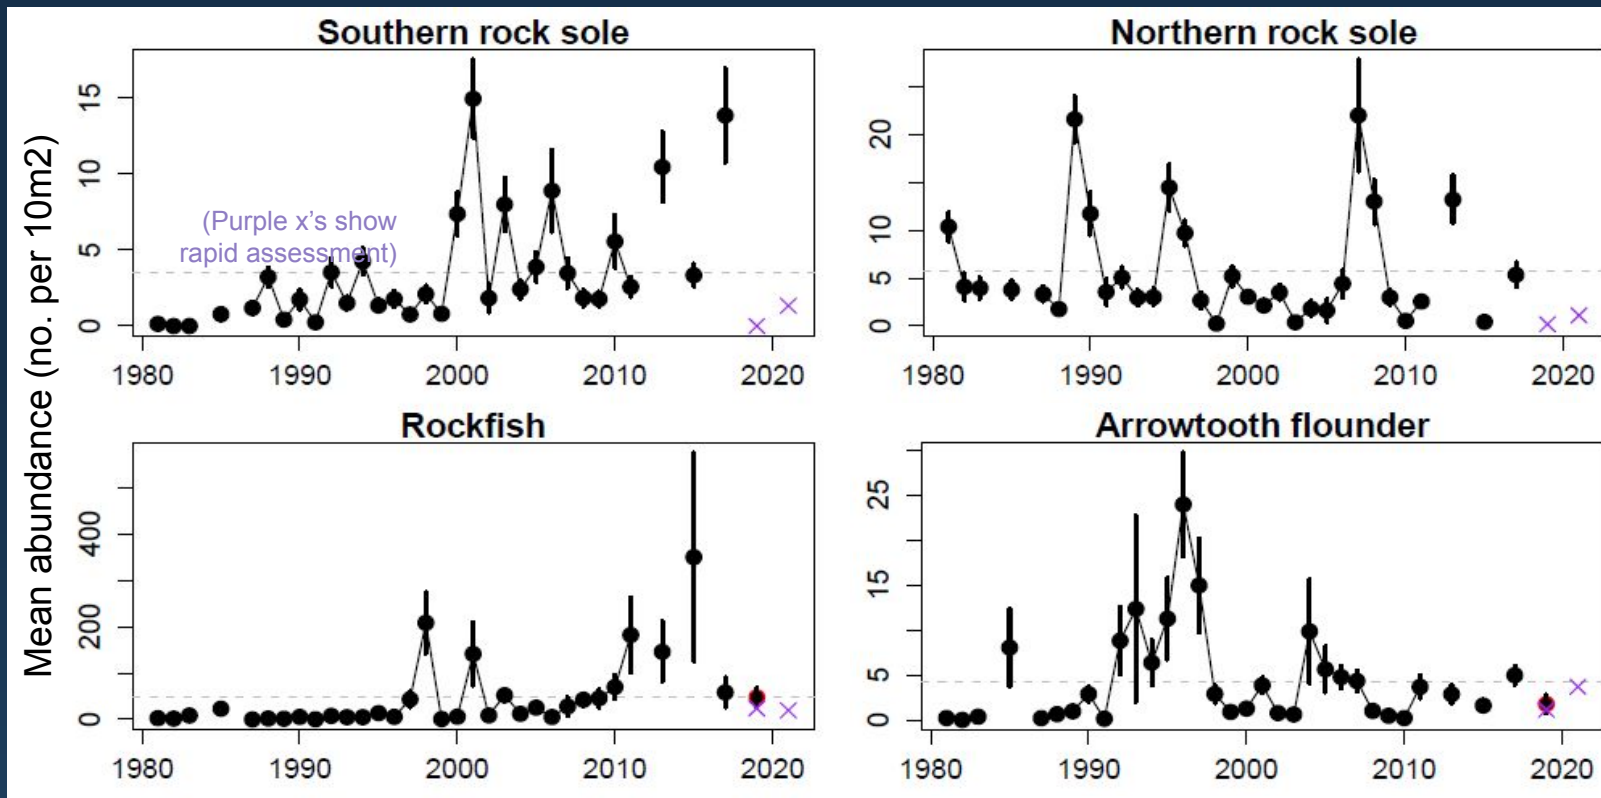 Southern rock sole
Northern rock sole
Mean abundance (no. per 10m2)
15
10
5
0
(Purple x's show
rapid assessment)
1980 1990 2000 2010 2020
20
10
5
0
1980 1990 2000 2010 2020
Rockfish
Arrowtooth flounder
400
200
0
1980 1990 2000 2010 2020
25
15
5
0
1980 1990 2000 2010 2020